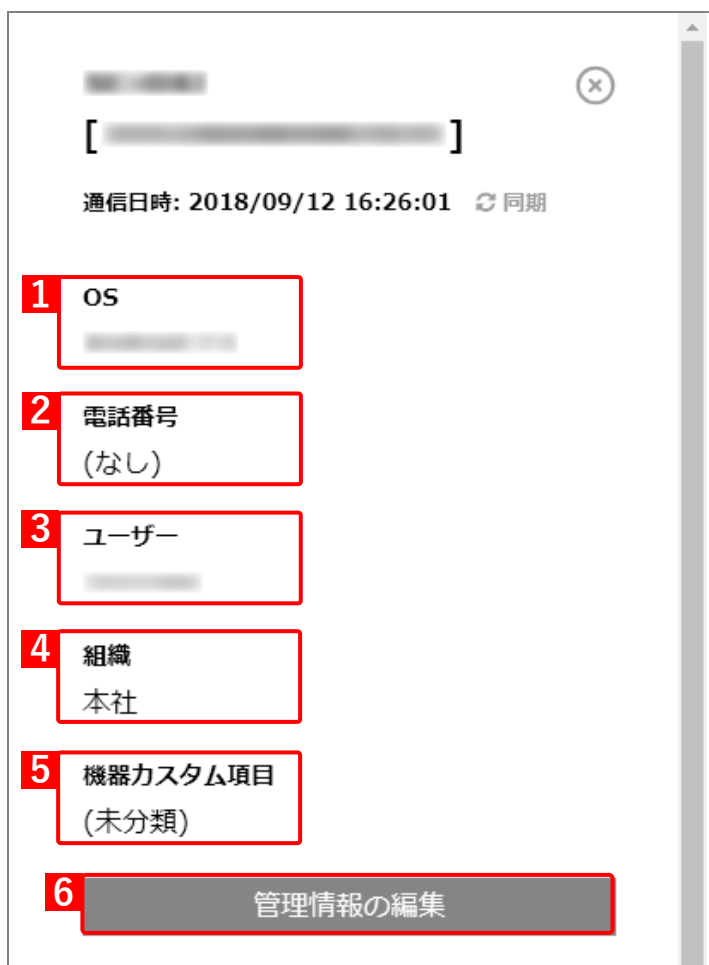 [ ]
通信日時: 2018/09/12 16:26:01 同期
1 OS
2 電話番号
(なし)
3 ユーザー
4 組織
本社
5 機器カスタム項目
(未分類)
6 管理情報の編集